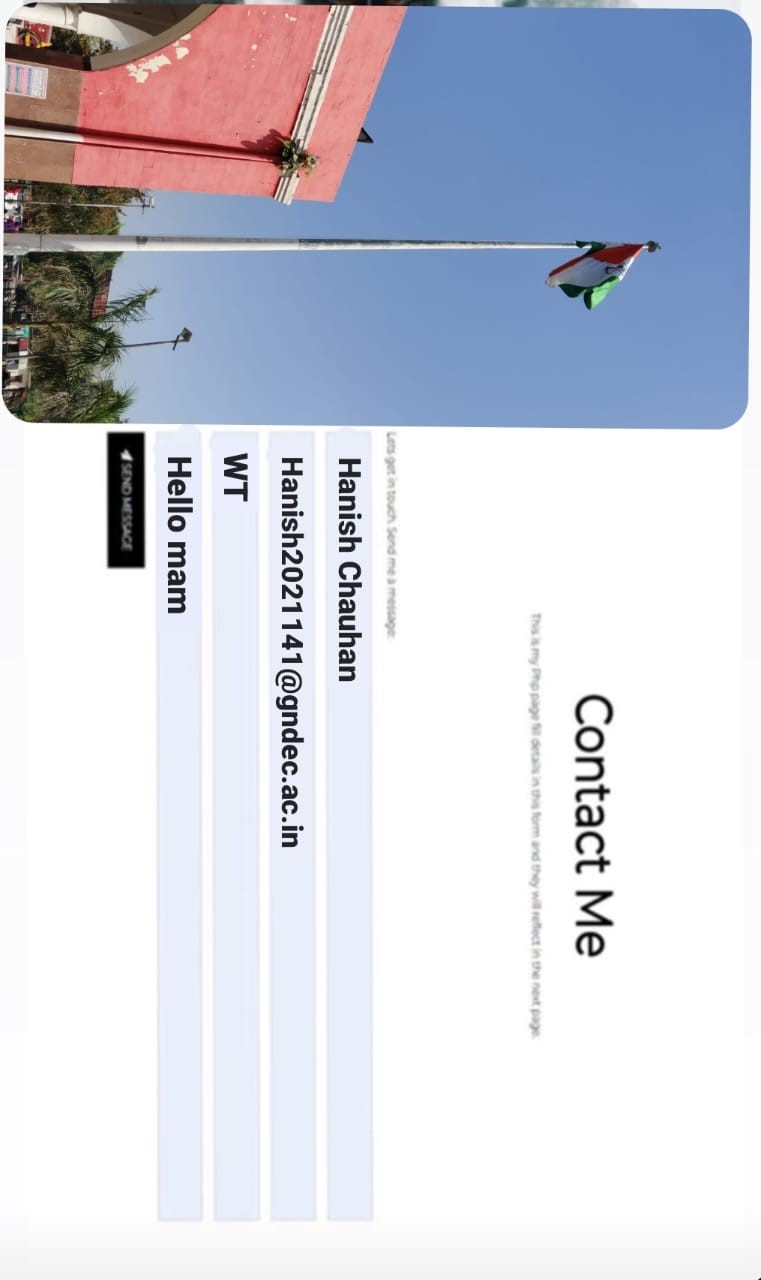 Contact Me
This is my Php page fill details in this form and they will reflect in the next page.
Lets get in touch. Send me a message:
Hanish Chauhan
Hanish2021141@gndec.ac.in
WT
Hello mam
SEND MESSAGE